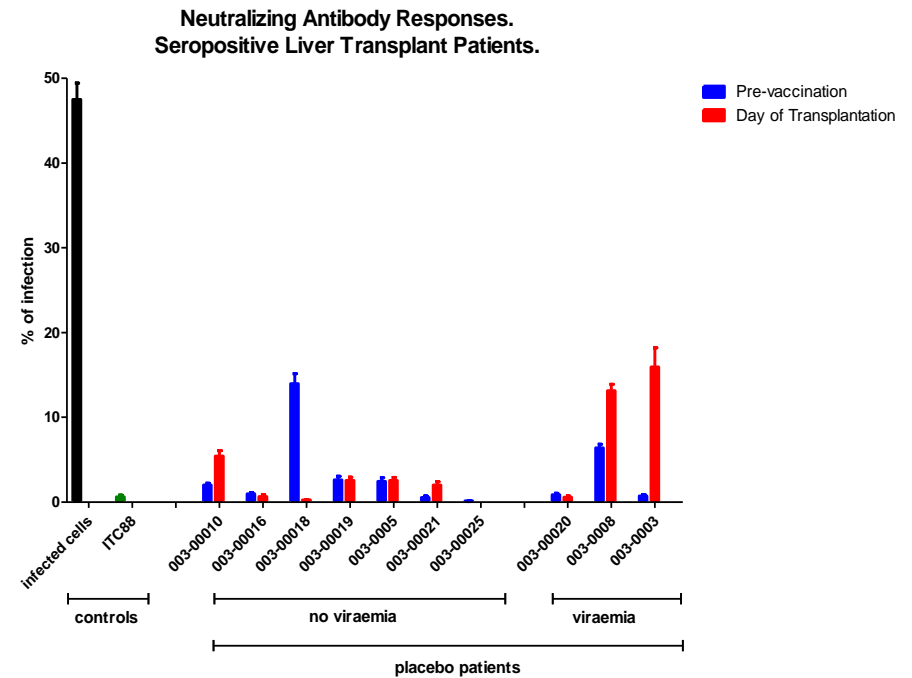 Neutralizing Antibody Responses.
Seropositive Liver Transplant Patients.
Pre-vaccination
Day of Transplantation
% of infection
50
40
30
20
10
0
infected cells
ITC88
003-00010
003-00016
003-00018
003-00019
003-0005
003-00021
003-00025
003-00020
003-0008
003-0003
controls
no viraemia
viraemia
placebo patients